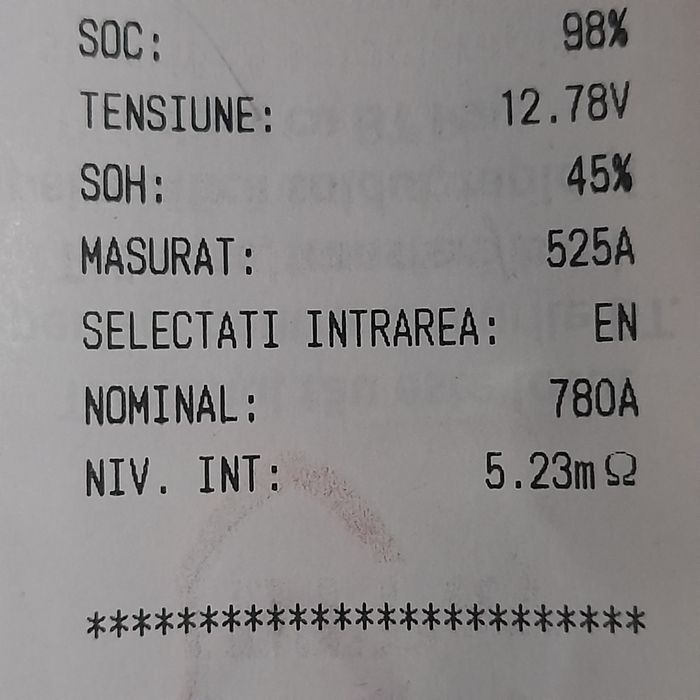 SOC: 98%
TENSIUNE: 12.78V
SOH: 45%
MASURAT: 525A
SELECTATI INTRAREA: EN
NOMINAL: 780A
NIV. INT: 5.23mΩ
*************************